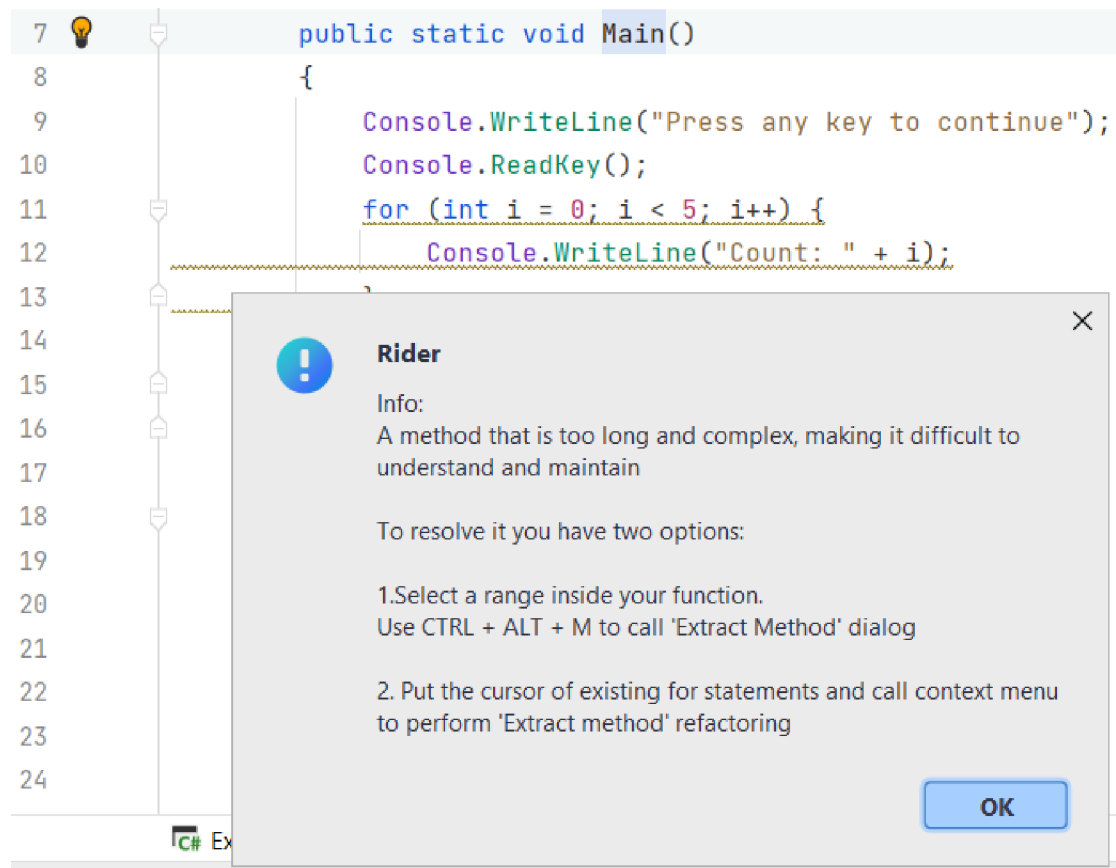 7 public static void Main()
8 {
9 Console.WriteLine("Press any key to continue");
10 Console.ReadKey();
11 for (int i = 0; i < 5; i++) {
12 Console.WriteLine("Count: " + i);
13
14
15
16
17
18
19
20
21
22
23
24
Rider
Info:
A method that is too long and complex, making it difficult to
understand and maintain
To resolve it you have two options:
1.Select a range inside your function.
Use CTRL + ALT + M to call 'Extract Method' dialog
2. Put the cursor of existing for statements and call context menu
to perform 'Extract method' refactoring
OK
C# Ex